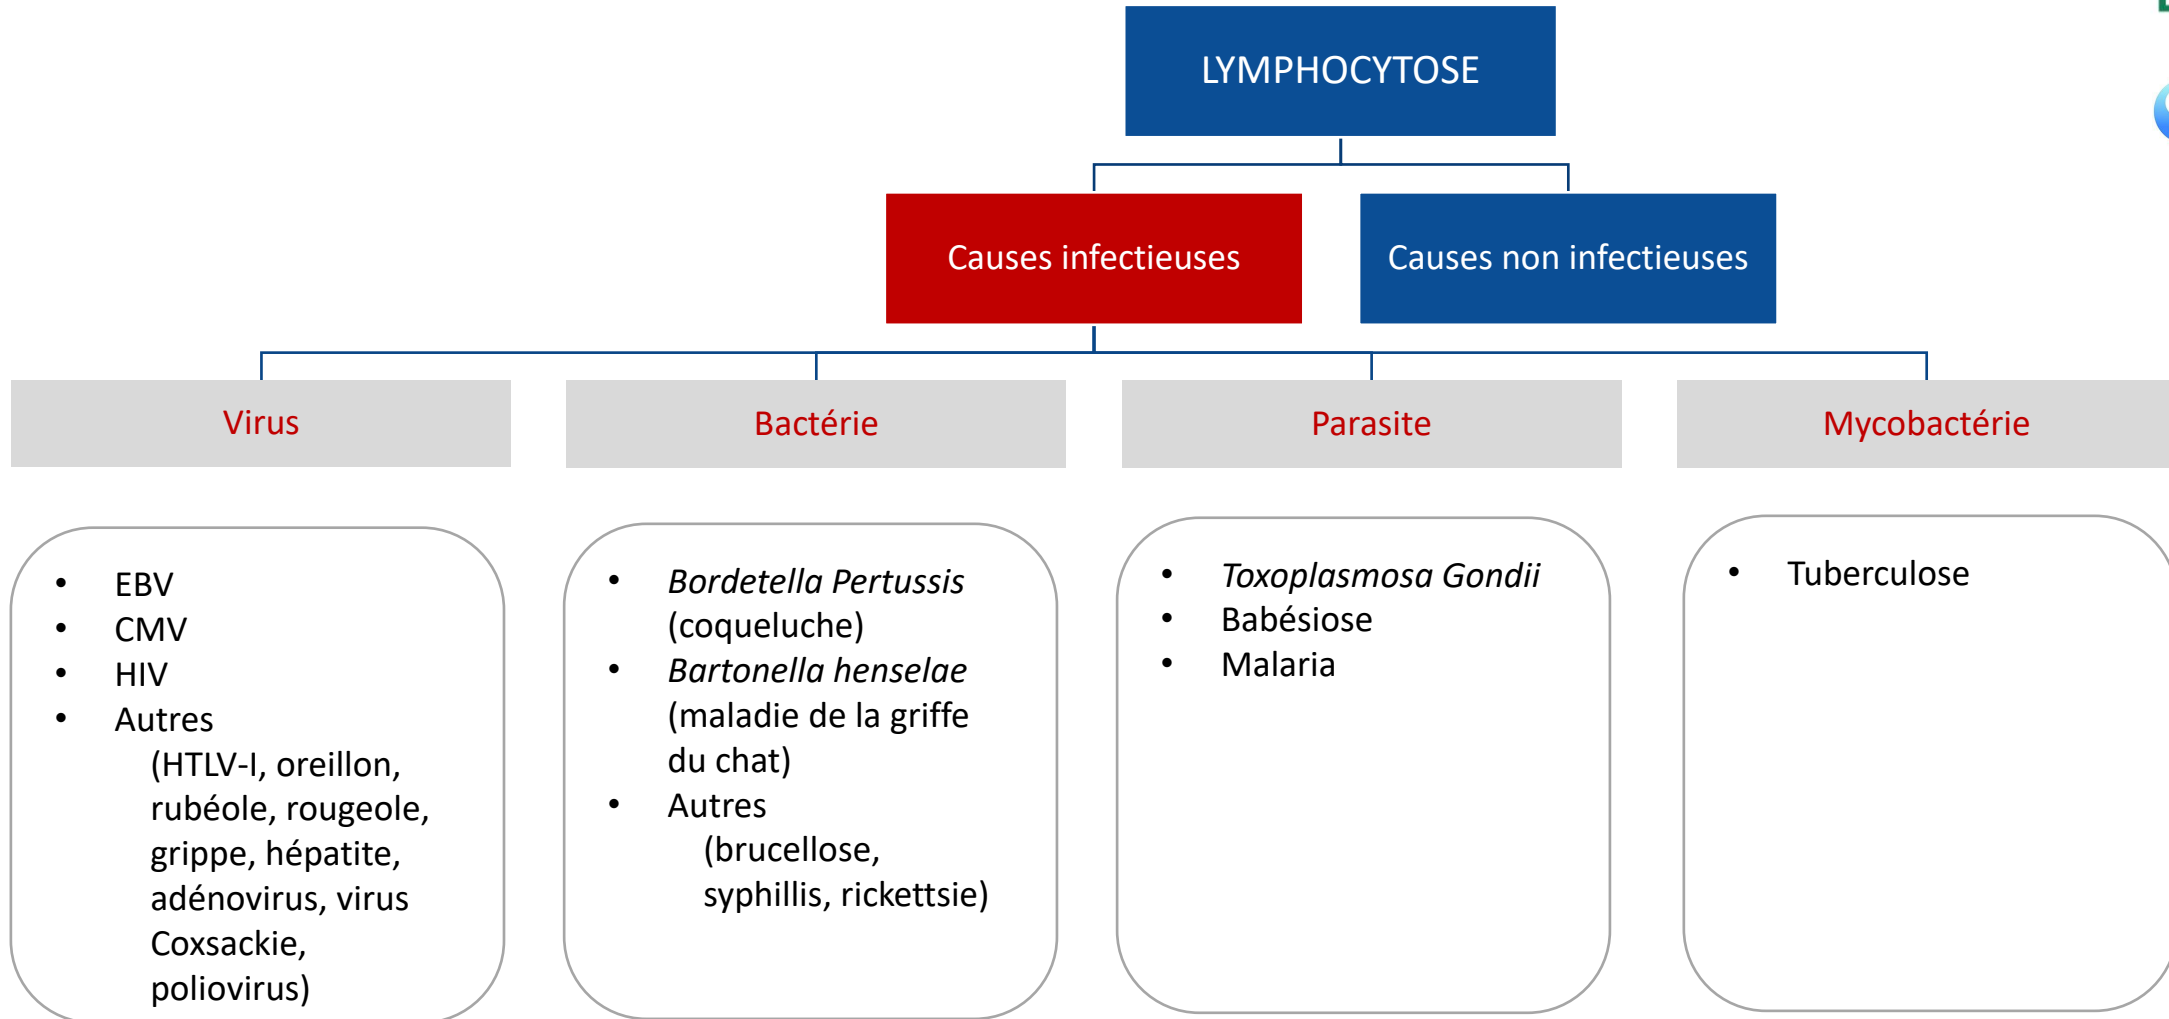 LYMPHOCYTOSE
Causes infectieuses
Causes non infectieuses
Virus
Bactérie
Parasite
Mycobactérie
• EBV
• CMV
• HIV
• Autres
(HTLV-I, oreillon,
rubéole, rougeole,
grippe, hépatite,
adénovirus, virus
Coxsackie,
poliovirus)
• Bordetella Pertussis
(coqueluche)
• Bartonella henselae
(maladie de la griffe
du chat)
• Autres
(brucellose,
syphillis, rickettsie)
• Toxoplasmosa Gondii
• Babésiose
• Malaria
• Tuberculose